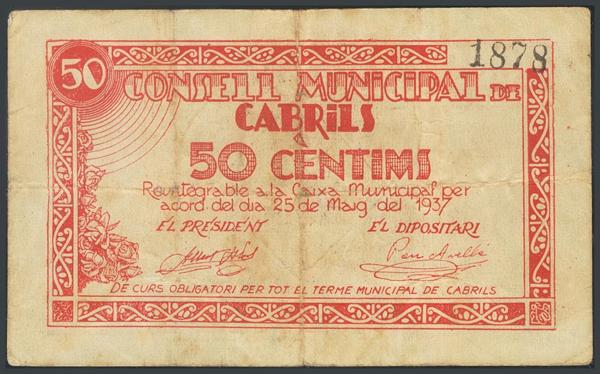 50
1878
CONSELL MUNICIPAL DE
CABRILS
50 CENTIMS
Reintegrable a la Caixa Municipal per
acord del dia 25 de Maig del 1937
EL PRESIDENT EL DIPOSITARI
DE CURS OBLIGATORI PER TOT EL TERME MUNICIPAL DE CABRILS